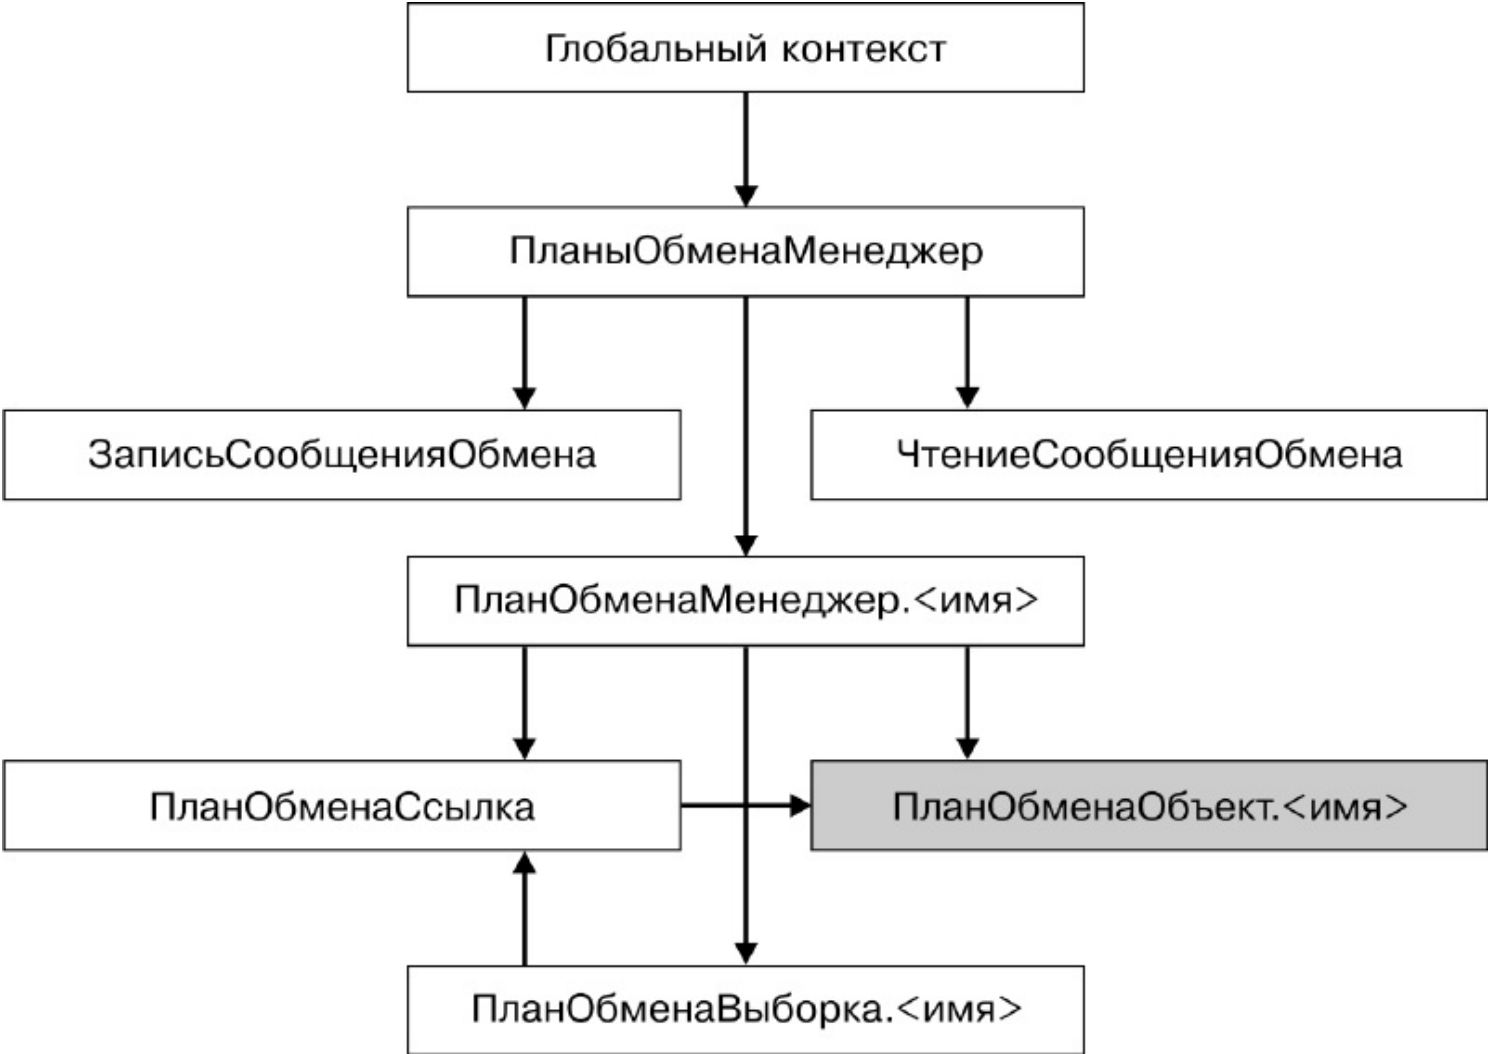 Глобальный контекст
ПланыОбменаМенеджер
ЗаписьСообщенияОбмена
ЧтениеСообщенияОбмена
ПланОбменаМенеджер.<имя>
ПланОбменаСсылка
ПланОбменаОбъект.<имя>
ПланОбменаВыборка.<имя>